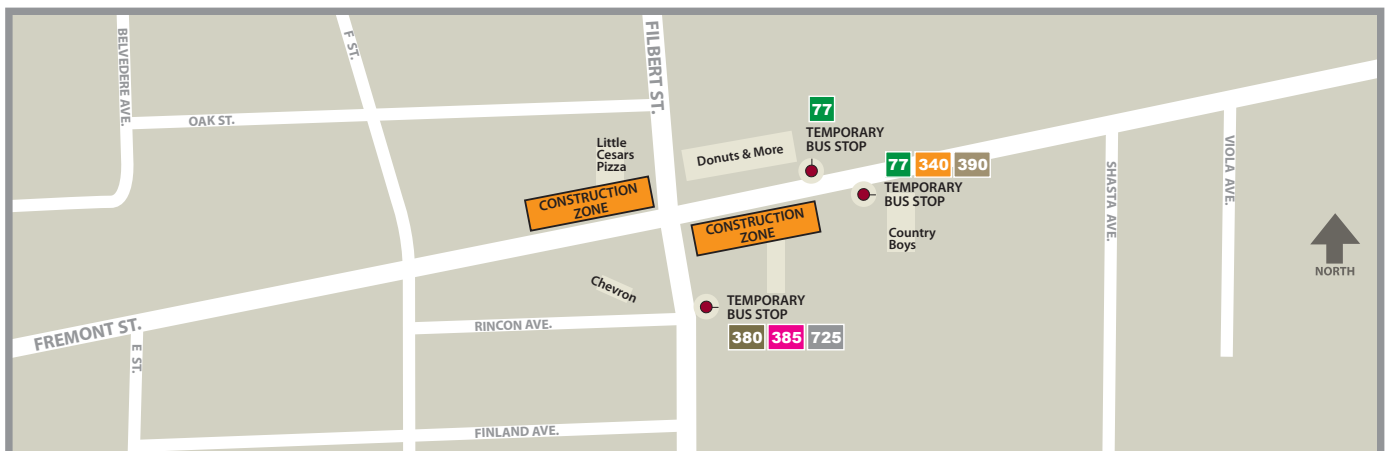 BELVEDERE AVE.
F ST.
FILBERT ST.
OAK ST.
Little
Cesars
Pizza
Donuts & More
77
TEMPORARY
BUS STOP
77 340 390
TEMPORARY
BUS STOP
CONSTRUCTION
ZONE
CONSTRUCTION
ZONE
Country
Boys
SHASTA AVE.
VIOLA AVE.
NORTH
Chevron
TEMPORARY
BUS STOP
380 385 725
RINCON AVE.
FREMONT ST.
E ST.
FINLAND AVE.